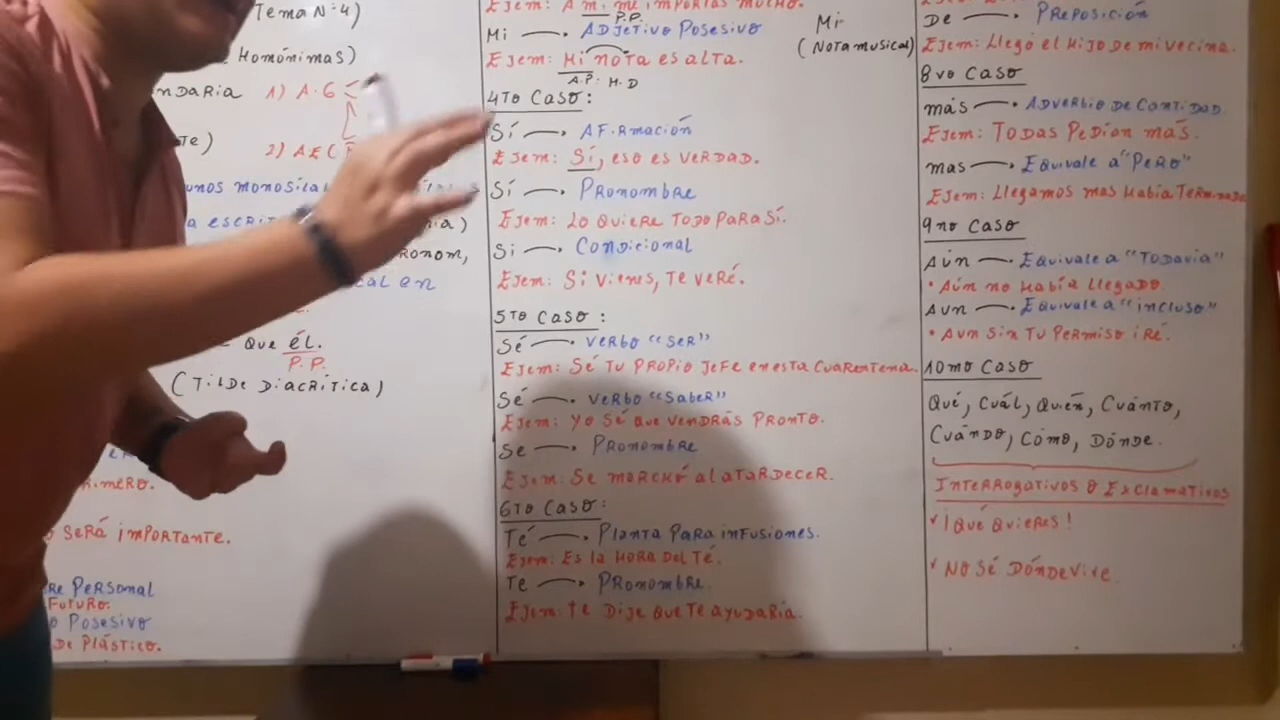 Tema N:4)
Homónimas)
nDaria 1) A.G
Te) 2) A E (
unos monosíla
a escrit
Pronom,
cal en
- Que él.
P.P.
(Tilde Diacrítica)
rimero.
o será importante.
re Personal
Futuro.
o Posesivo
De Plástico.
Ejem: A mí me importas mucho.
P.P.
Mi → Adjetivo Posesivo
Ejem: Mi nota es alta.
A.P: M.D
Mi
(Nota musical)
4to Caso:
Sí → Afirmación
Ejem: Sí, eso es verdad.
Sí → Pronombre
Ejem: Lo quiere todo para sí.
Si → Condicional
Ejem: Si vienes, te veré.
5to Caso:
Sé → Verbo "Ser"
Ejem: Sé tu propio jefe en esta cuarentena.
Sé → Verbo "Saber"
Ejem: Yo sé que vendrás pronto.
Se → Pronombre
Ejem: Se marchó al atardecer.
6to Caso:
Té → Planta para infusiones.
Ejem: Es la hora del té.
Te → Pronombre.
Ejem: Te dije que te ayudaría.
De → Preposición
Ejem: Llegó el hijo de mi vecina.
8vo Caso
más → Adverbio de Cantidad.
Ejem: Todas pedían más.
mas → Equivale a "Pero"
Ejem: Llegamos mas había terminado
9no Caso
Aún → Equivale a "Todavía"
• Aún no había llegado.
Aun → Equivale a "incluso"
• Aun sin tu permiso iré.
10mo Caso
Qué, Cuál, Quién, Cuánto,
Cuándo, Cómo, Dónde.
Interrogativos o Exclamativos
✓ ¡Qué quieres!
✓ No sé dónde vive.